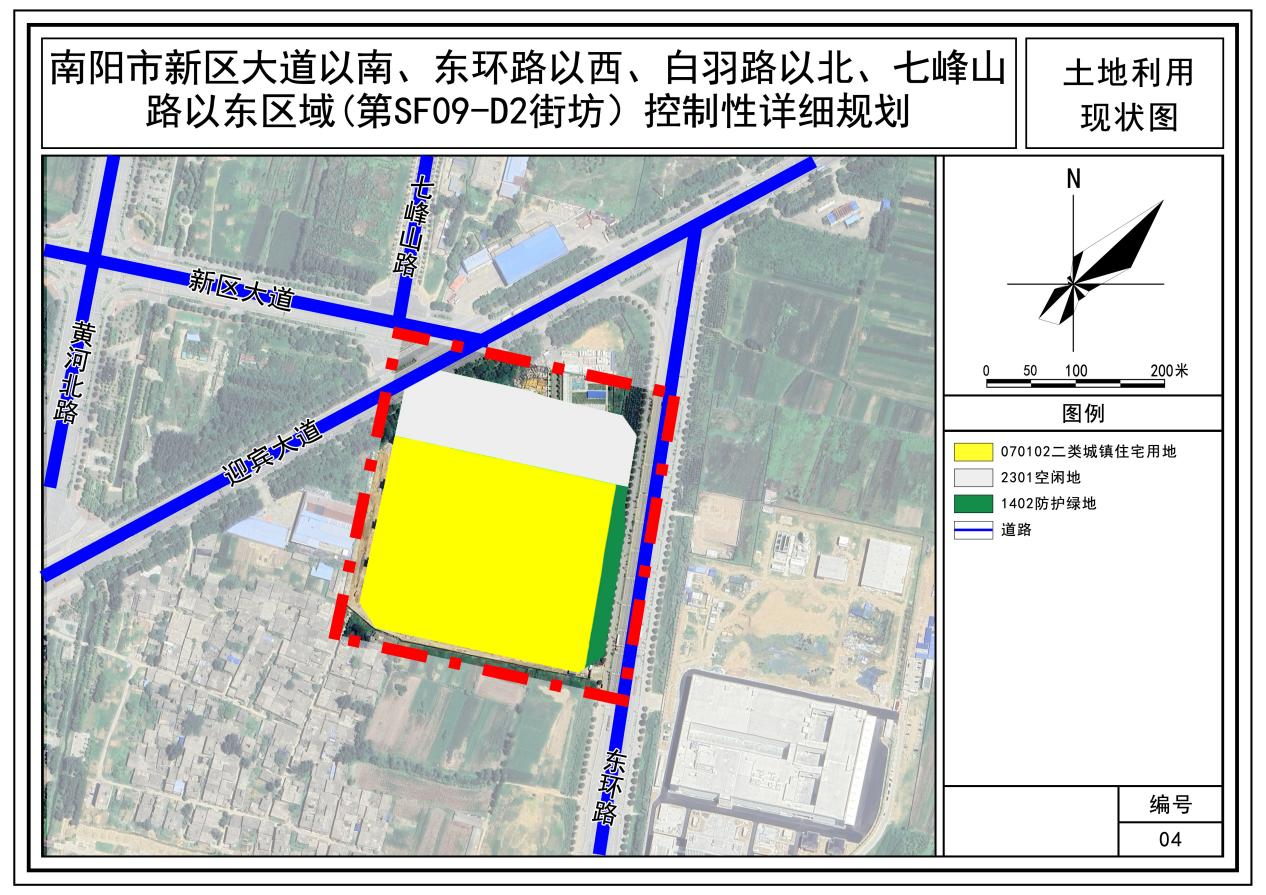 南阳市新区大道以南、东环路以西、白羽路以北、七峰山
路以东区域(第SF09-D2街坊）控制性详细规划
土地利用
现状图
N
0 50 100 200米
图例
070102二类城镇住宅用地
2301空闲地
1402防护绿地
道路
编号
04
七峰山路
新区大道
黄河北路
迎宾大道
东环路